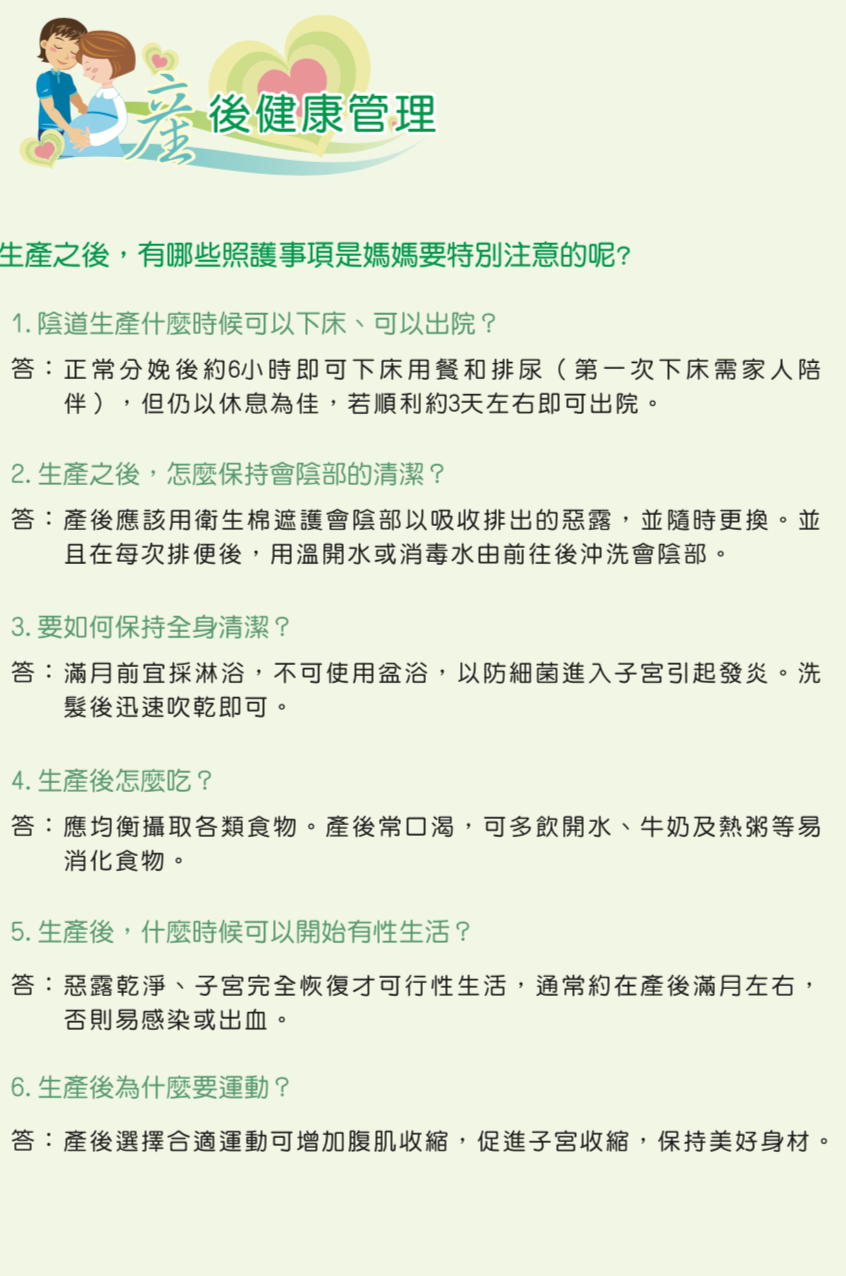 產後健康管理
生產之後，有哪些照護事項是媽媽要特別注意的呢?
1. 陰道生產什麼時候可以下床、可以出院？
答：正常分娩後約6小時即可下床用餐和排尿（第一次下床需家人陪
伴），但仍以休息為佳，若順利約3天左右即可出院。
2. 生產之後，怎麼保持會陰部的清潔？
答：產後應該用衛生棉遮護會陰部以吸收排出的惡露，並隨時更換。並
且在每次排便後，用溫開水或消毒水由前往後沖洗會陰部。
3. 要如何保持全身清潔？
答：滿月前宜採淋浴，不可使用盆浴，以防細菌進入子宮引起發炎。洗
髮後迅速吹乾即可。
4. 生產後怎麼吃？
答：應均衡攝取各類食物。產後常口渴，可多飲開水、牛奶及熱粥等易
消化食物。
5. 生產後，什麼時候可以開始有性生活？
答：惡露乾淨、子宮完全恢復才可行性生活，通常約在產後滿月左右，
否則易感染或出血。
6. 生產後為什麼要運動？
答：產後選擇合適運動可增加腹肌收縮，促進子宮收縮，保持美好身材。